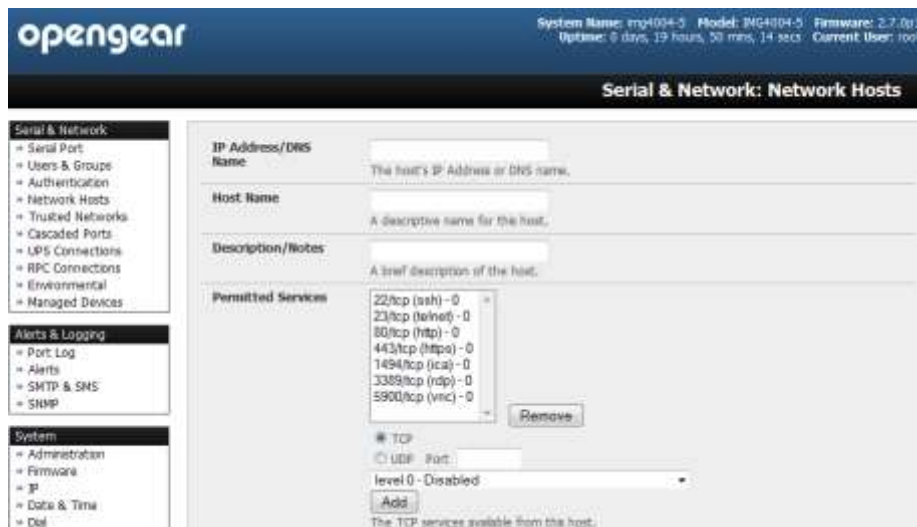 opengear
System Name: img4004-5 Model: IMG4004-5 Firmware: 2.7.0p
Uptime: 0 days, 19 hours, 50 mins, 14 secs Current User: root
Serial & Network: Network Hosts
Serial & Network
Serial Port
Users & Groups
Authentication
Network Hosts
Trusted Networks
Cascaded Ports
UPS Connections
RPC Connections
Environmental
Managed Devices
Alerts & Logging
Port Log
Alerts
SMTP & SMS
SNMP
System
Administration
Firmware
IP
Date & Time
Dial
IP Address/DNS
Name
The host's IP Address or DNS name.
Host Name
A descriptive name for the host.
Description/Notes
A brief description of the host.
Permitted Services
22/tcp (ssh) - 0
23/tcp (telnet) - 0
80/tcp (http) - 0
443/tcp (https) - 0
1494/tcp (ica) - 0
3389/tcp (rdp) - 0
5900/tcp (vnc) - 0
Remove
TCP
UDP Port
level 0 - Disabled
Add
The TCP services available from this host.